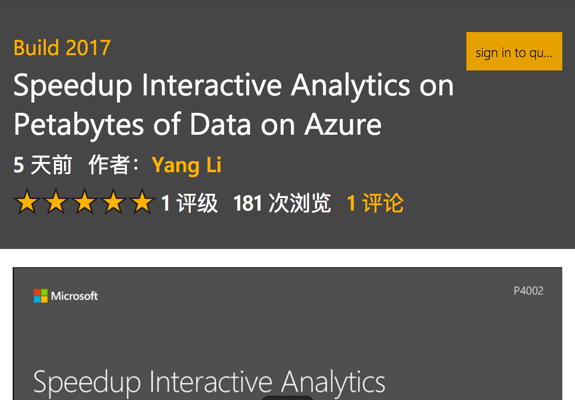 Build 2017
sign in to qu...
Speedup Interactive Analytics on
Petabytes of Data on Azure
5 天前 作者：Yang Li
1 评级 181 次浏览 1 评论
Microsoft
P4002
Speedup Interactive Analytics